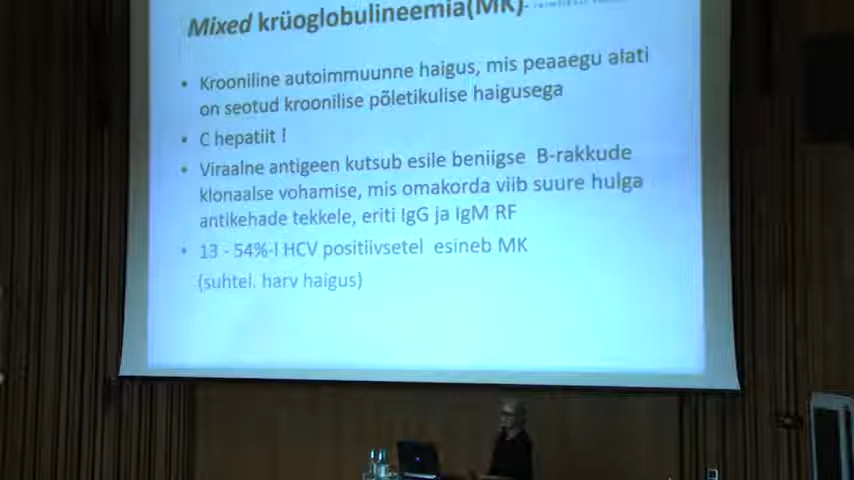 Mixed krüoglobulineemia(MK)-
• Krooniline autoimmuunne haigus, mis peaaegu alati
on seotud kroonilise põletikulise haigusega
• C hepatiit !
• Viraalne antigeen kutsub esile beniigse B-rakkude
klonaalse vohamise, mis omakorda viib suure hulga
antikehade tekkele, eriti IgG ja IgM RF
• 13 - 54%-l HCV positiivsetel esineb MK
(suhtel. harv haigus)